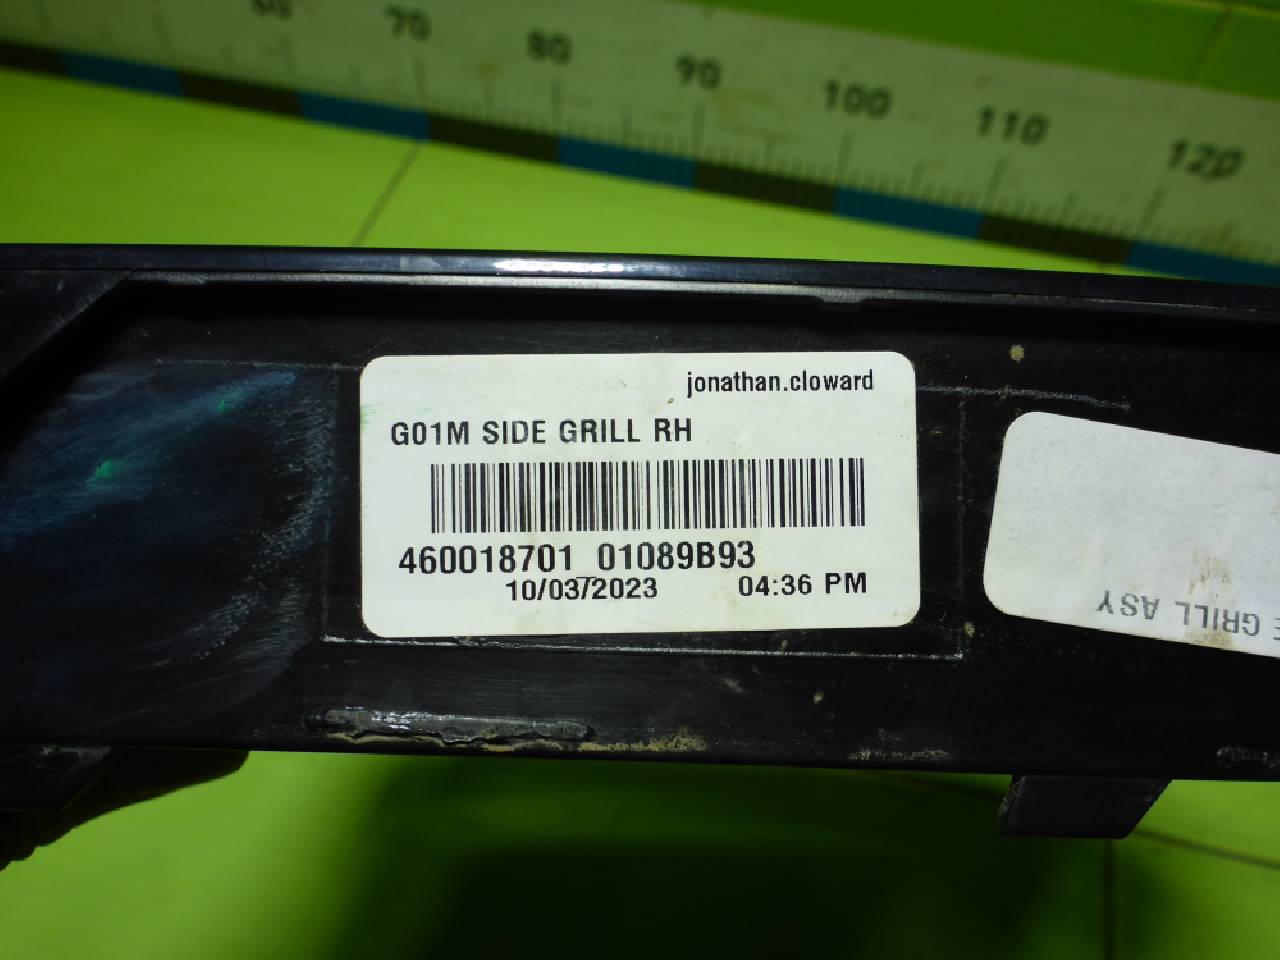 70 80 90 100 110 120
jonathan.cloward
G01M SIDE GRILL RH
460018701 01089B93
10/03/2023 04:36 PM
GRILL ASY